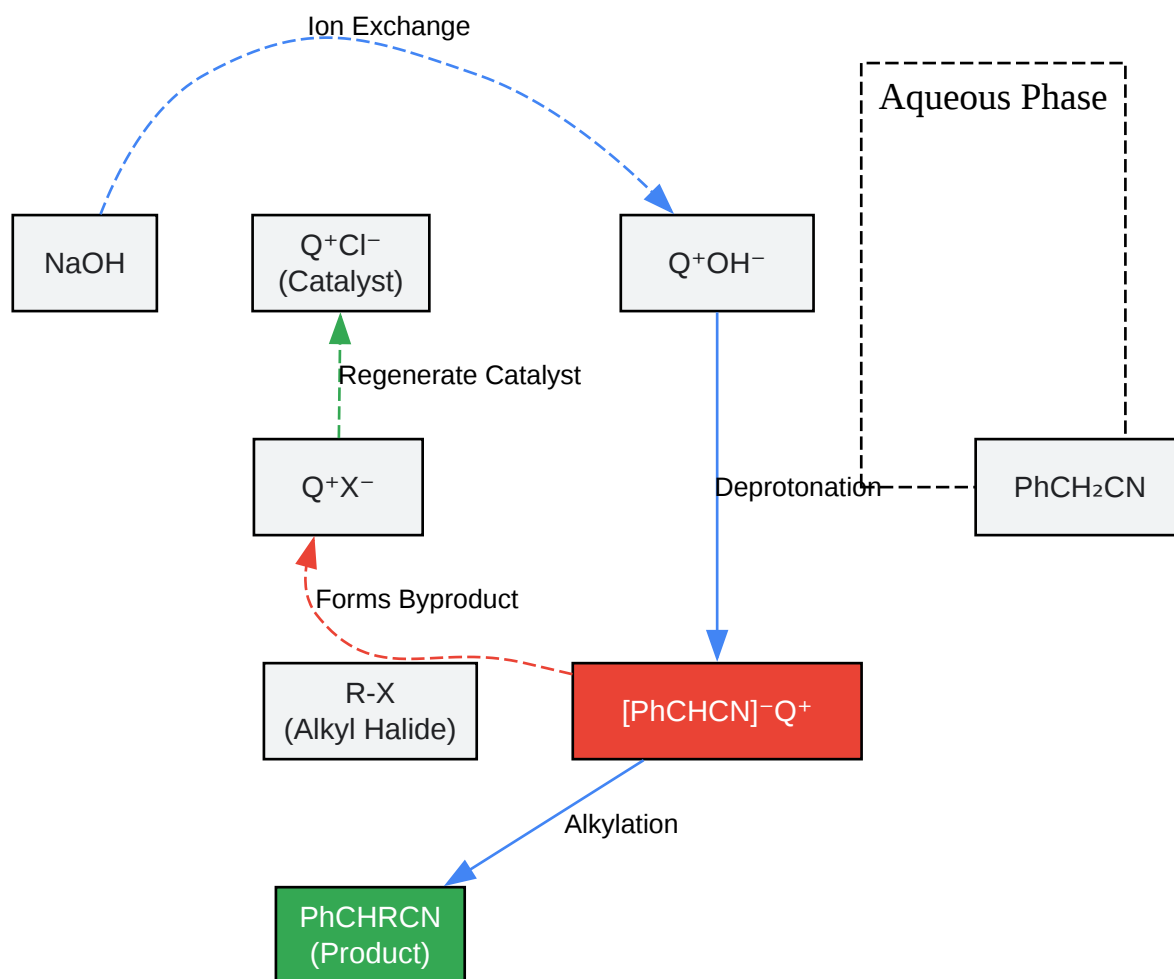 Ion Exchange
Aqueous Phase
NaOH
Q⁺Cl⁻
(Catalyst)
Q⁺OH⁻
Regenerate Catalyst
Q⁺X⁻
Deprotonation
PhCH₂CN
Forms Byproduct
R-X
(Alkyl Halide)
[PhCHCN]⁻Q⁺
Alkylation
PhCHRCN
(Product)